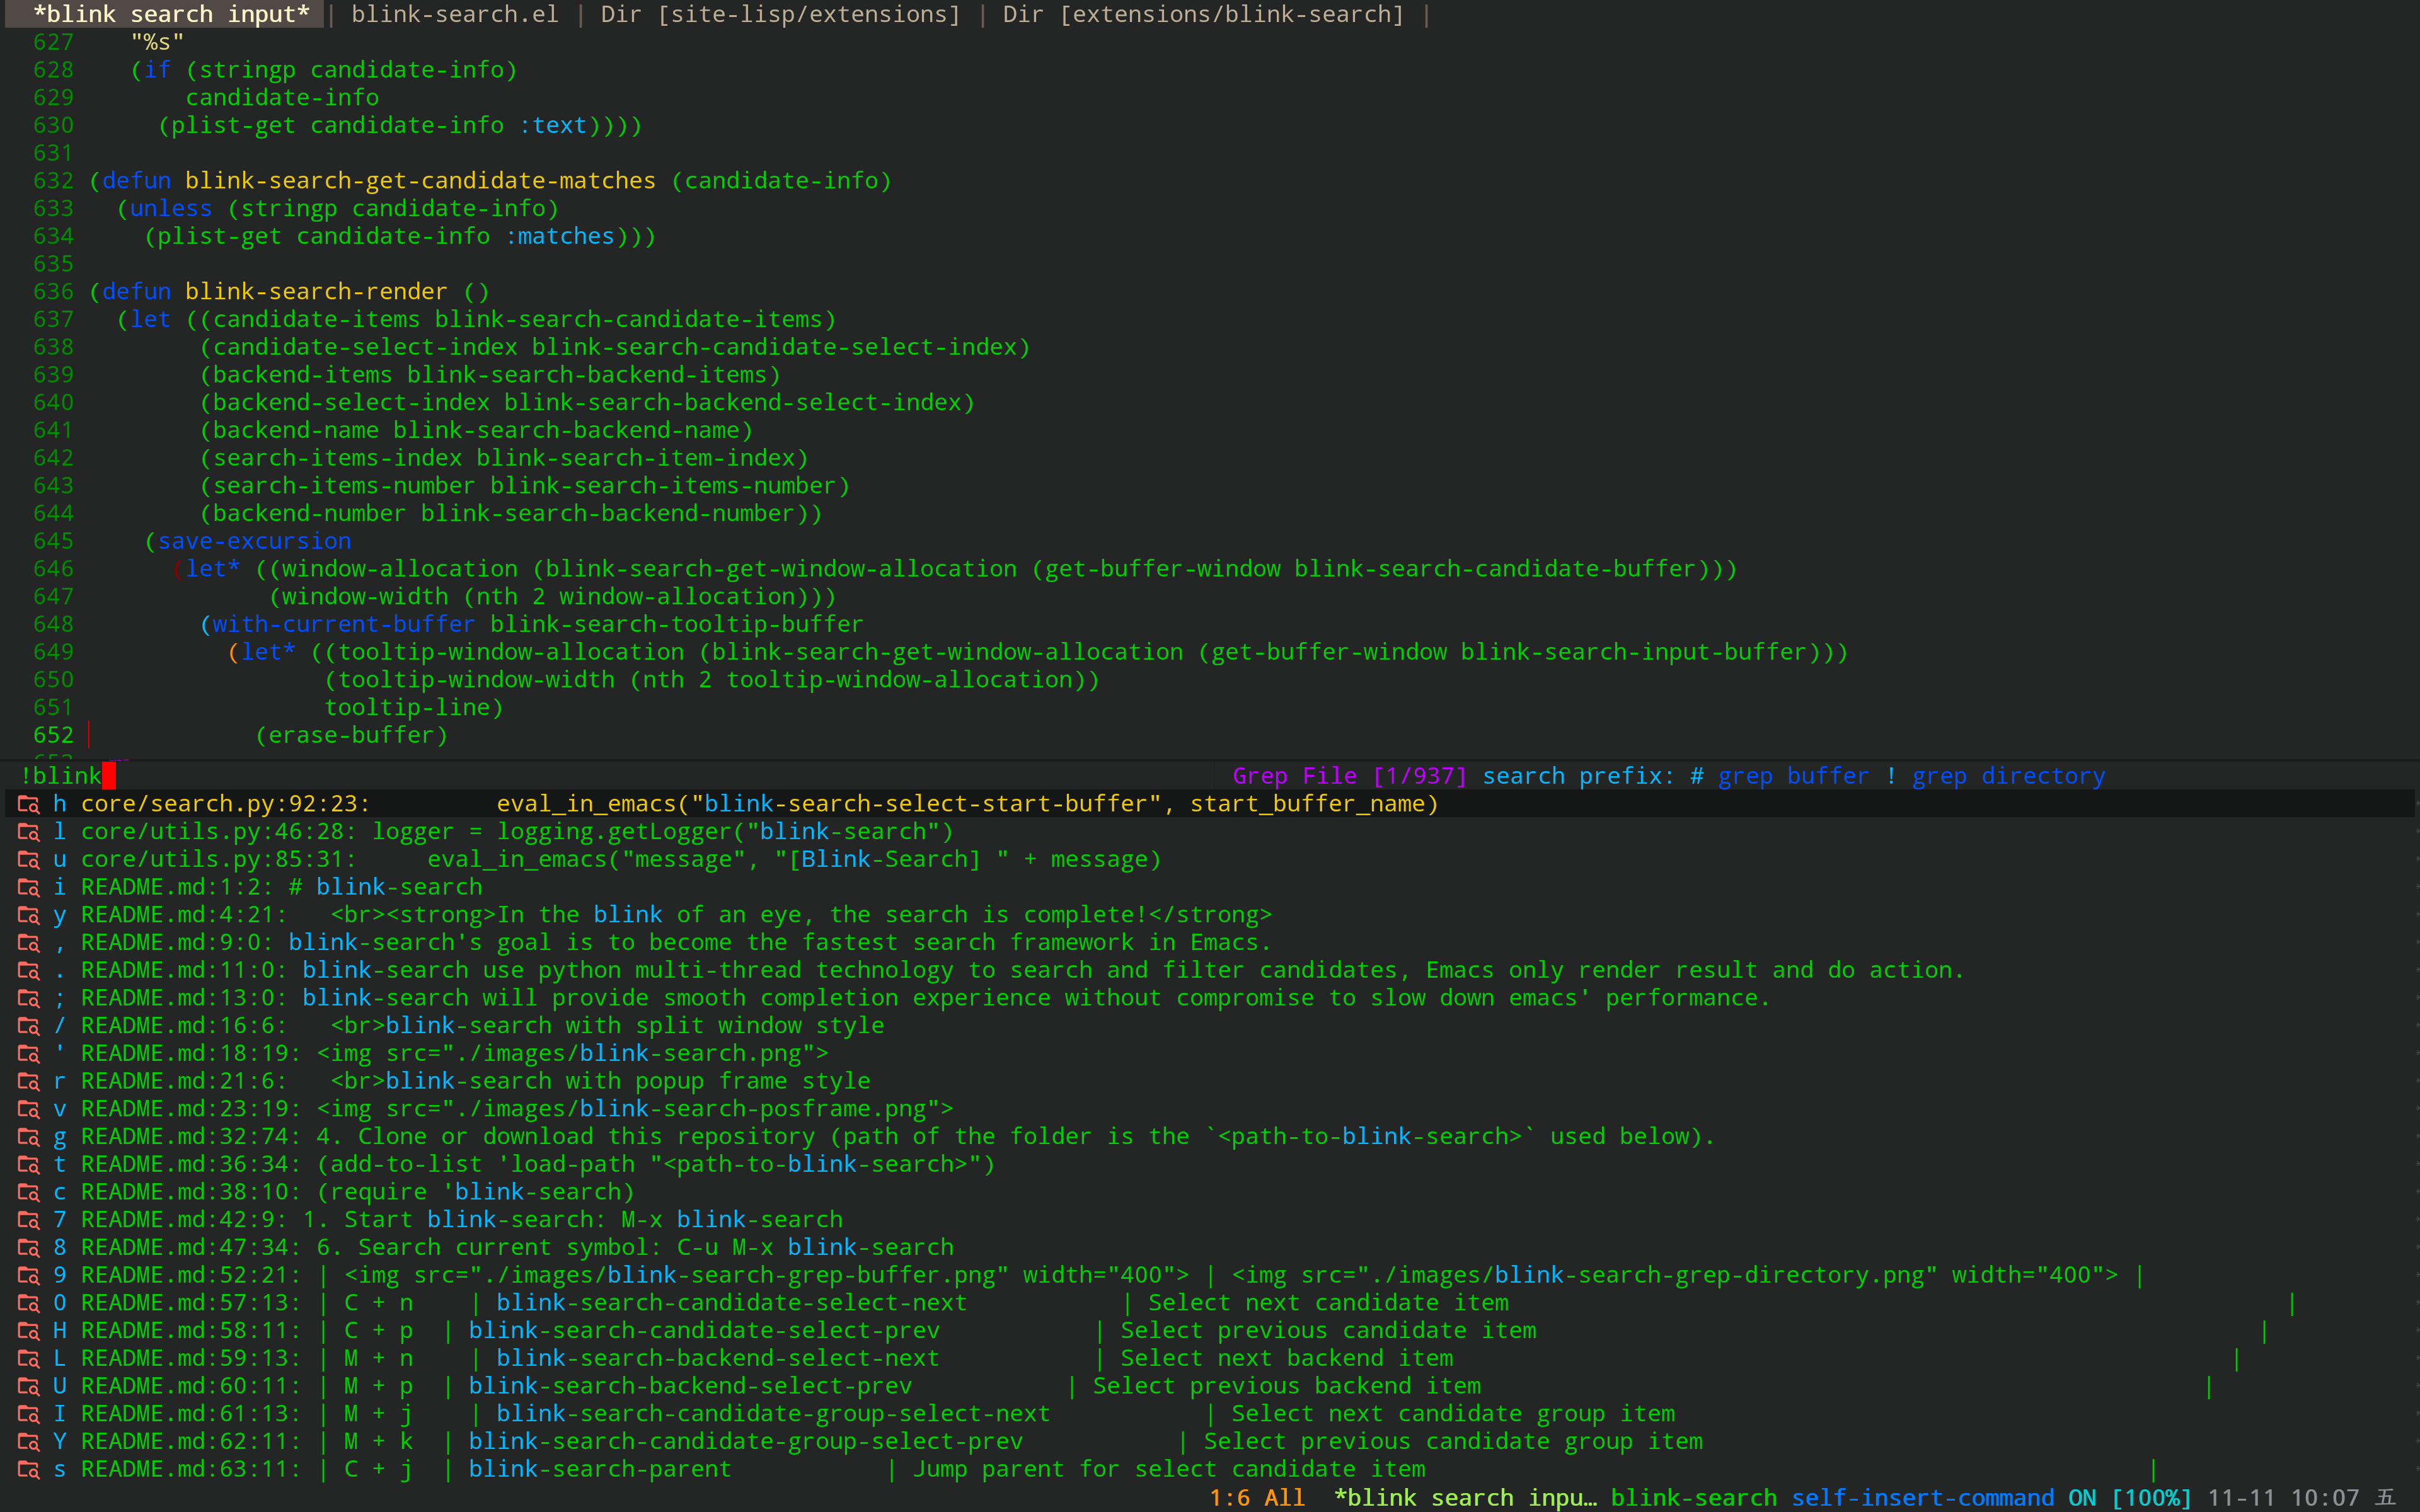 *blink search input* | blink-search.el | Dir [site-lisp/extensions] | Dir [extensions/blink-search] |
627    "%s"
628    (if (stringp candidate-info)
629        candidate-info
630      (plist-get candidate-info :text))))
631
632 (defun blink-search-get-candidate-matches (candidate-info)
633   (unless (stringp candidate-info)
634     (plist-get candidate-info :matches)))
635
636 (defun blink-search-render ()
637   (let ((candidate-items blink-search-candidate-items)
638         (candidate-select-index blink-search-candidate-select-index)
639         (backend-items blink-search-backend-items)
640         (backend-select-index blink-search-backend-select-index)
641         (backend-name blink-search-backend-name)
642         (search-items-index blink-search-item-index)
643         (search-items-number blink-search-items-number)
644         (backend-number blink-search-backend-number))
645     (save-excursion
646       (let* ((window-allocation (blink-search-get-window-allocation (get-buffer-window blink-search-candidate-buffer)))
647              (window-width (nth 2 window-allocation)))
648         (with-current-buffer blink-search-tooltip-buffer
649           (let* ((tooltip-window-allocation (blink-search-get-window-allocation (get-buffer-window blink-search-input-buffer)))
650                  (tooltip-window-width (nth 2 tooltip-window-allocation))
651                  tooltip-line)
652             (erase-buffer)
!blink
Grep File [1/937] search prefix: # grep buffer ! grep directory
h core/search.py:92:23:         eval_in_emacs("blink-search-select-start-buffer", start_buffer_name)
l core/utils.py:46:28: logger = logging.getLogger("blink-search")
u core/utils.py:85:31:     eval_in_emacs("message", "[Blink-Search] " + message)
i README.md:1:2: # blink-search
y README.md:4:21:   <br><strong>In the blink of an eye, the search is complete!</strong>
, README.md:9:0: blink-search's goal is to become the fastest search framework in Emacs.
. README.md:11:0: blink-search use python multi-thread technology to search and filter candidates, Emacs only render result and do action.
; README.md:13:0: blink-search will provide smooth completion experience without compromise to slow down emacs' performance.
/ README.md:16:6:   <br>blink-search with split window style
' README.md:18:19: <img src="./images/blink-search.png">
r README.md:21:6:   <br>blink-search with popup frame style
v README.md:23:19: <img src="./images/blink-search-posframe.png">
g README.md:32:74: 4. Clone or download this repository (path of the folder is the `<path-to-blink-search>` used below).
t README.md:36:34: (add-to-list 'load-path "<path-to-blink-search>")
c README.md:38:10: (require 'blink-search)
7 README.md:42:9: 1. Start blink-search: M-x blink-search
8 README.md:47:34: 6. Search current symbol: C-u M-x blink-search
9 README.md:52:21: | <img src="./images/blink-search-grep-buffer.png" width="400"> | <img src="./images/blink-search-grep-directory.png" width="400"> |
0 README.md:57:13: | C + n    | blink-search-candidate-select-next           | Select next candidate item |
H README.md:58:11: | C + p  | blink-search-candidate-select-prev           | Select previous candidate item |
L README.md:59:13: | M + n    | blink-search-backend-select-next           | Select next backend item |
U README.md:60:11: | M + p  | blink-search-backend-select-prev           | Select previous backend item |
I README.md:61:13: | M + j    | blink-search-candidate-group-select-next           | Select next candidate group item
Y README.md:62:11: | M + k  | blink-search-candidate-group-select-prev           | Select previous candidate group item
s README.md:63:11: | C + j  | blink-search-parent           | Jump parent for select candidate item |
1:6 All  *blink search inpu… blink-search self-insert-command ON [100%] 11-11 10:07 五